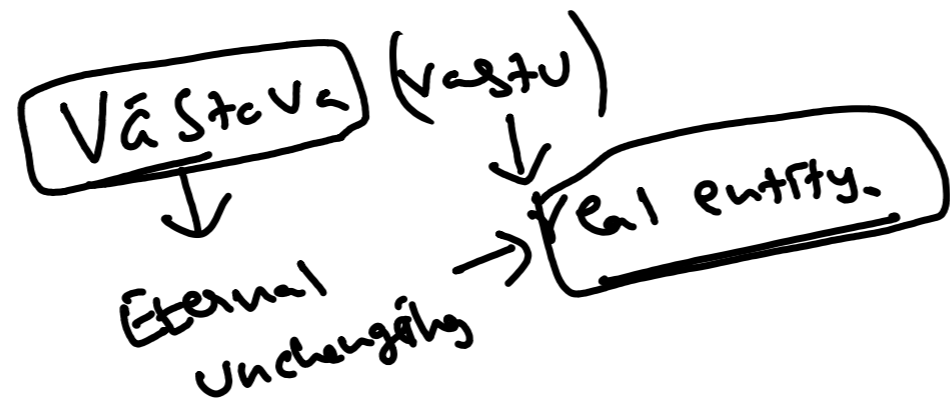 Vāstava (vastu)
real entity.
Eternal
unchanging